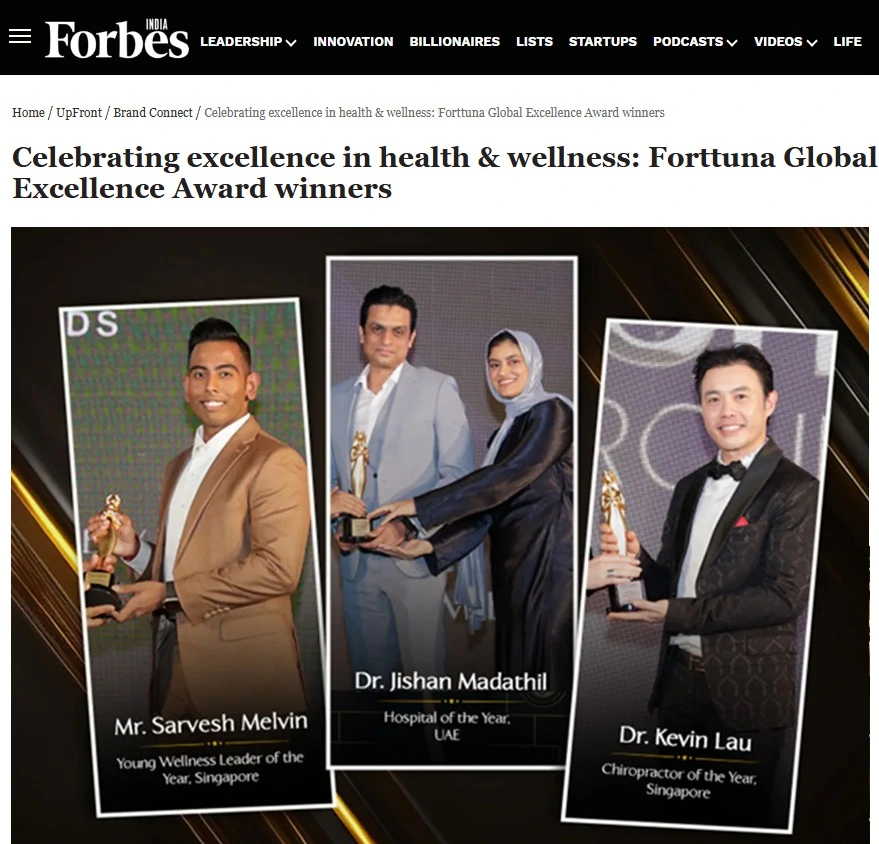 INDIA
Forbes
LEADERSHIP INNOVATION BILLIONAIRES LISTS STARTUPS PODCASTS VIDEOS LIFE
Home / UpFront / Brand Connect / Celebrating excellence in health & wellness: Forttuna Global Excellence Award winners
Celebrating excellence in health & wellness: Forttuna Global
Excellence Award winners
DS
Mr. Sarvesh Melvin
Young Wellness Leader of the
Year, Singapore
Dr. Jishan Madathil
Hospital of the Year,
UAE
Dr. Kevin Lau
Chiropractor of the Year,
Singapore